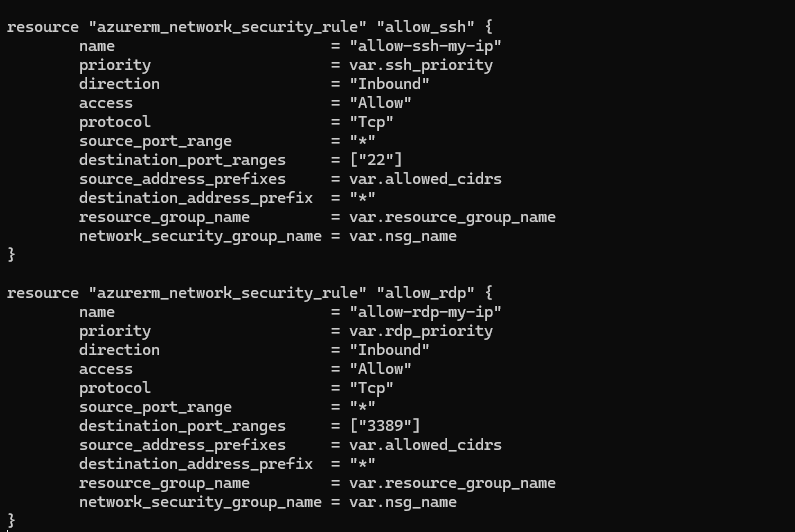 resource "azurerm_network_security_rule" "allow_ssh" {
        name                        = "allow-ssh-my-ip"
        priority                    = var.ssh_priority
        direction                   = "Inbound"
        access                      = "Allow"
        protocol                    = "Tcp"
        source_port_range           = "*"
        destination_port_ranges     = ["22"]
        source_address_prefixes     = var.allowed_cidrs
        destination_address_prefix  = "*"
        resource_group_name         = var.resource_group_name
        network_security_group_name = var.nsg_name
}

resource "azurerm_network_security_rule" "allow_rdp" {
        name                        = "allow-rdp-my-ip"
        priority                    = var.rdp_priority
        direction                   = "Inbound"
        access                      = "Allow"
        protocol                    = "Tcp"
        source_port_range           = "*"
        destination_port_ranges     = ["3389"]
        source_address_prefixes     = var.allowed_cidrs
        destination_address_prefix  = "*"
        resource_group_name         = var.resource_group_name
        network_security_group_name = var.nsg_name
}